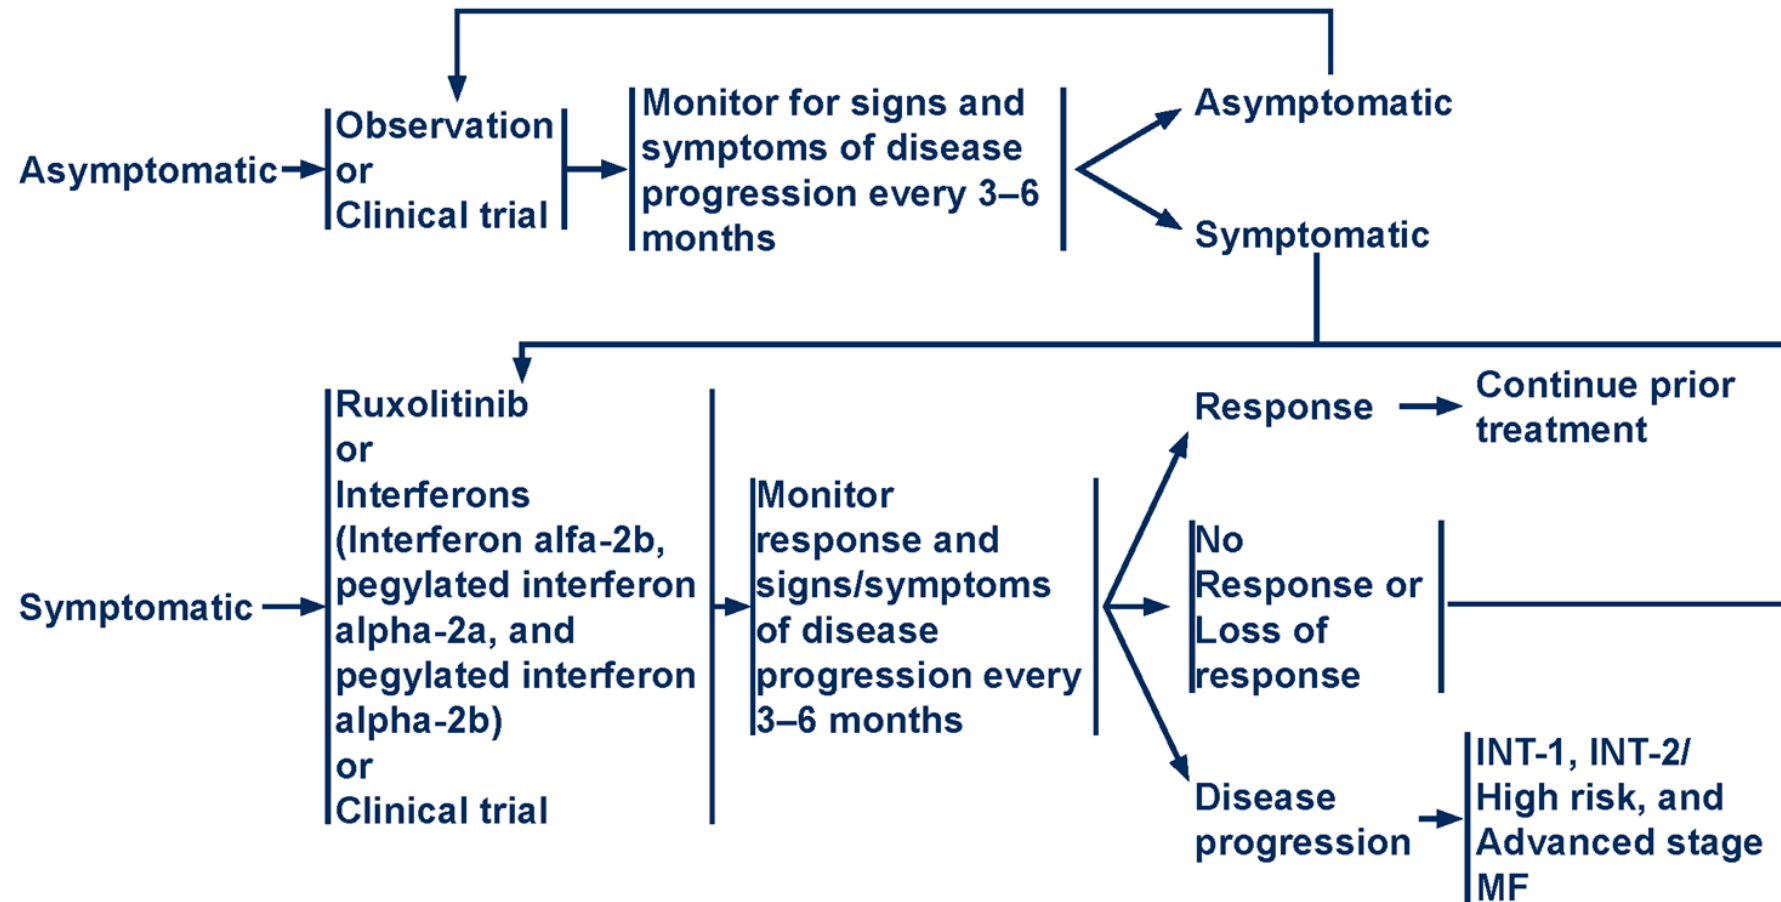 Asymptomatic
Observation
or
Clinical trial
Monitor for signs and
symptoms of disease
progression every 3–6
months
Asymptomatic
Symptomatic
Symptomatic
Ruxolitinib
or
Interferons
(Interferon alfa-2b,
pegylated interferon
alpha-2a, and
pegylated interferon
alpha-2b)
or
Clinical trial
Monitor
response and
signs/symptoms
of disease
progression every
3–6 months
Response
Continue prior
treatment
No
Response or
Loss of
response
Disease
progression
INT-1, INT-2/
High risk, and
Advanced stage
MF